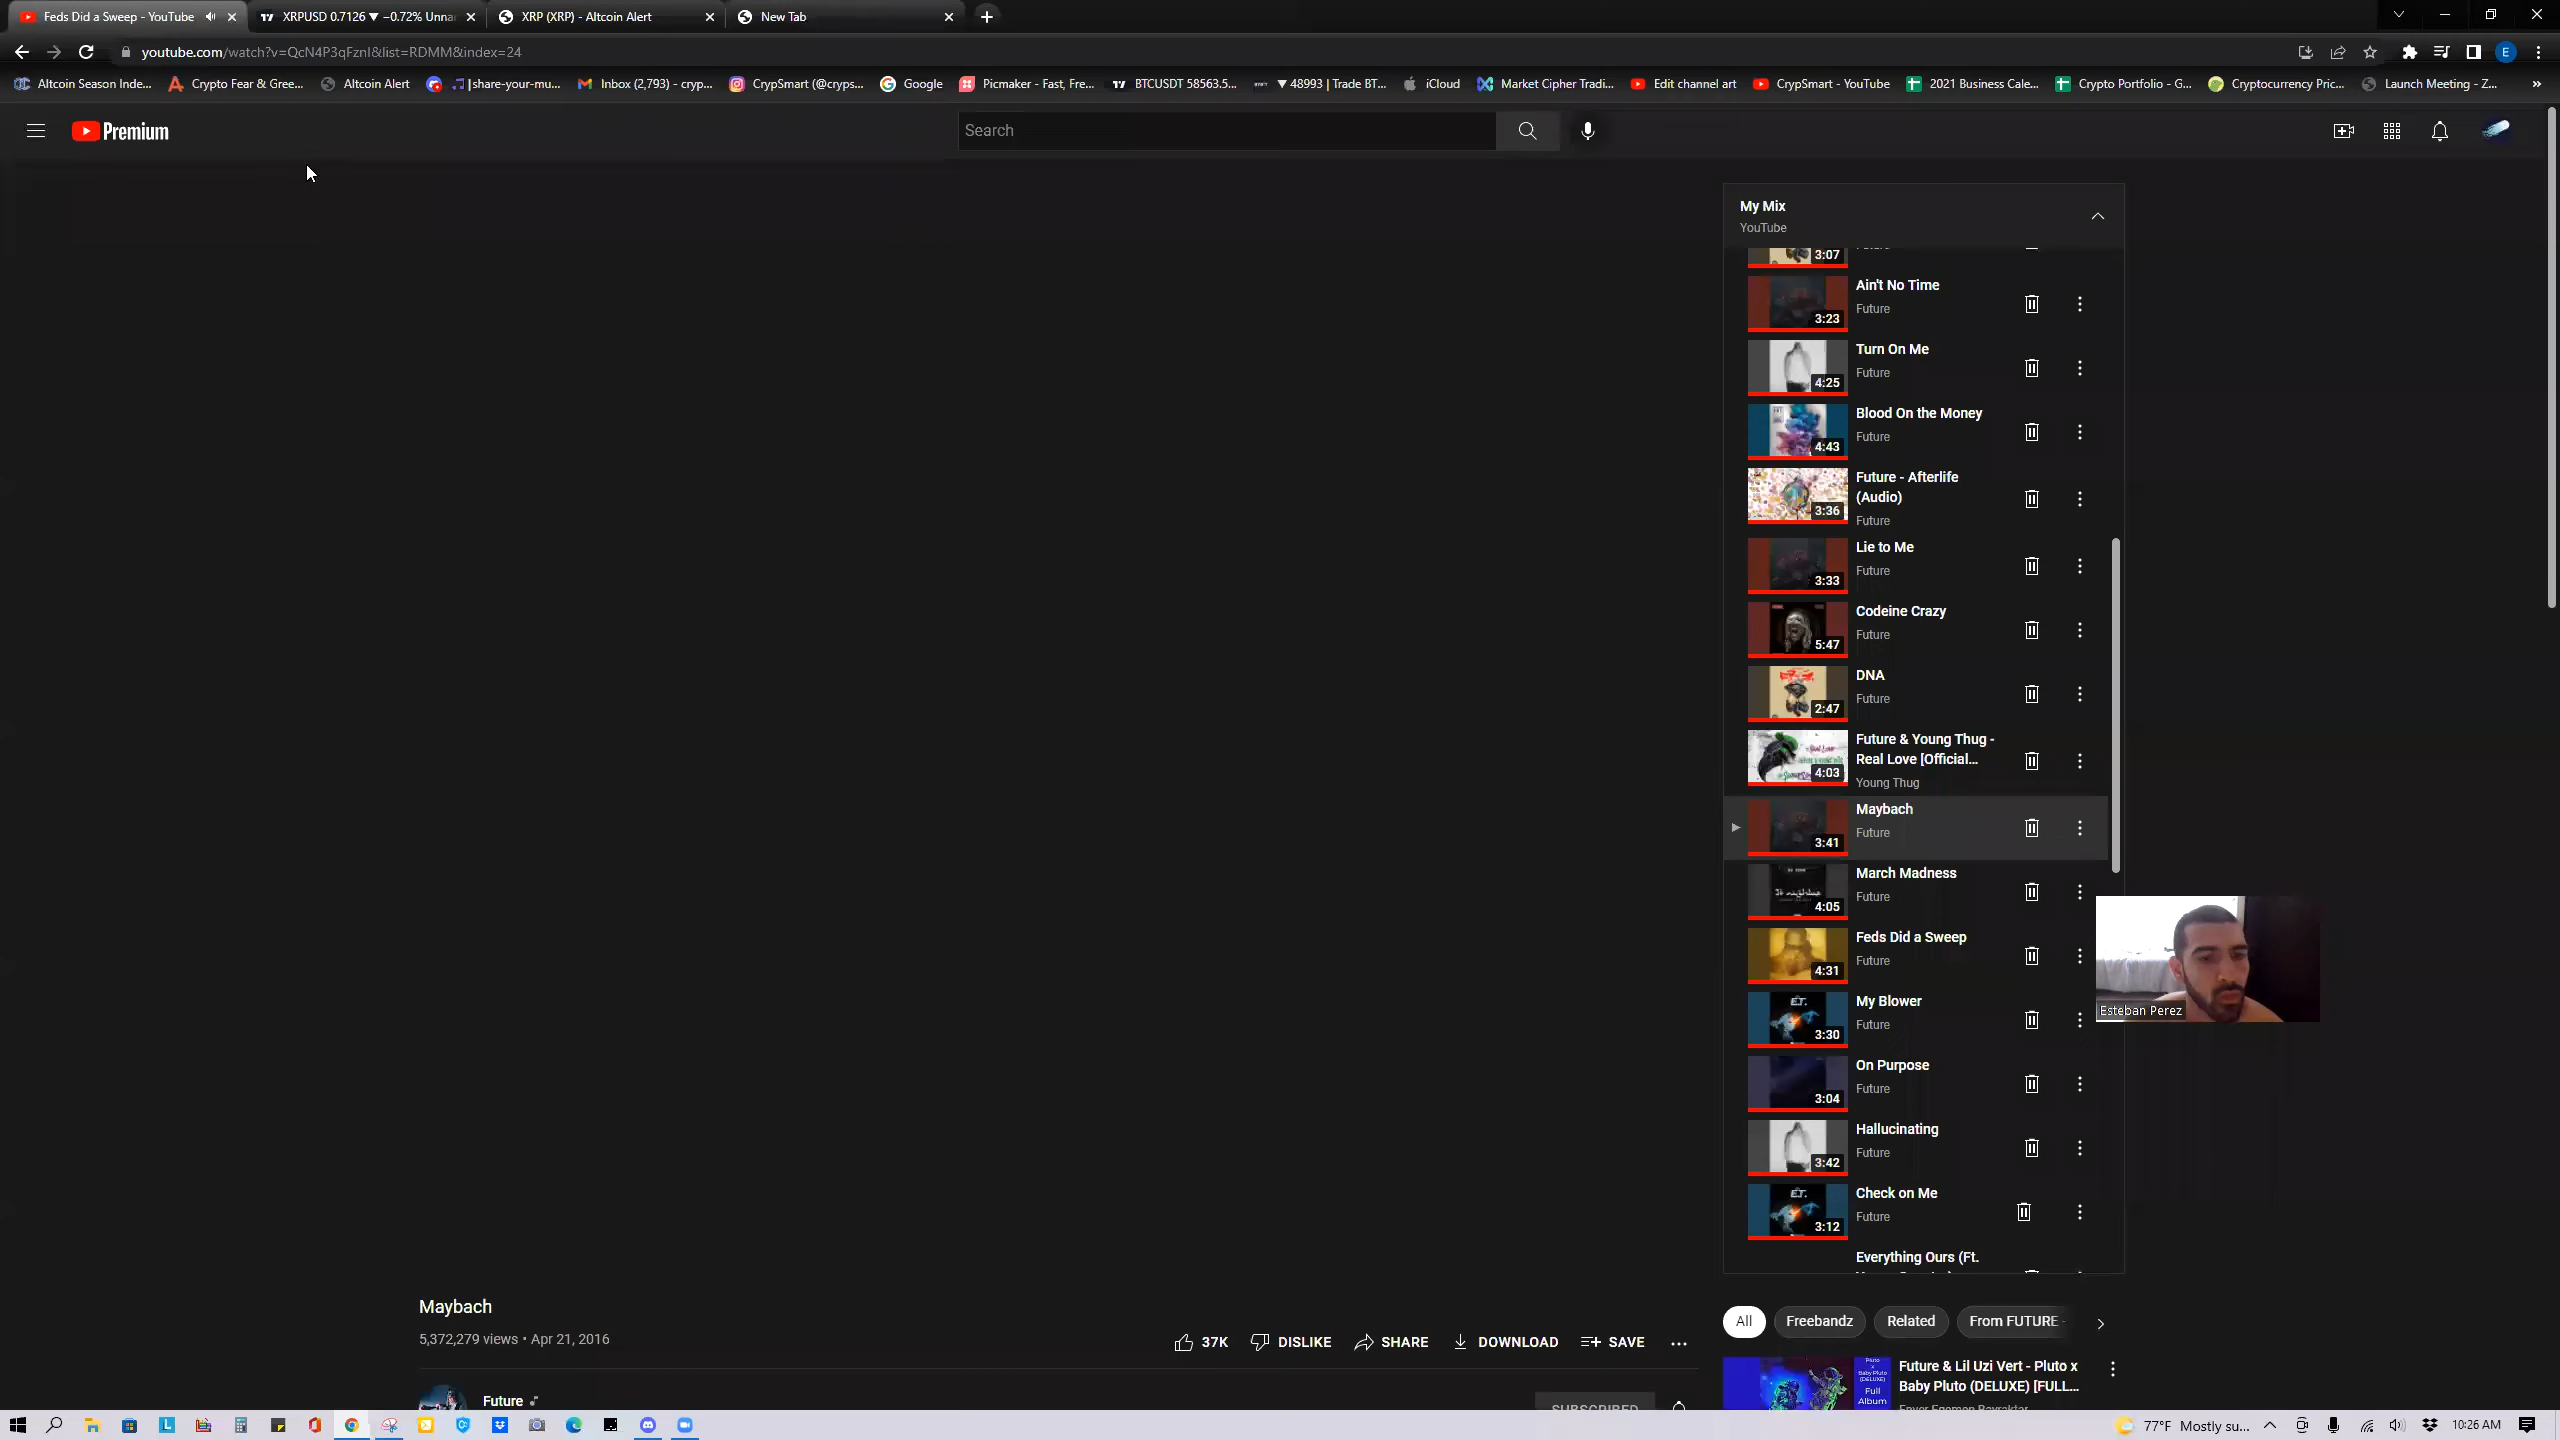 Feds Did a Sweep - YouTube
XRPUSD 0.7126 ▼ −0.72% Unna
XRP (XRP) - Altcoin Alert
New Tab
youtube.com/watch?v=QcN4P3qFznI&list=RDMM&index=24
Altcoin Season Inde...
Crypto Fear & Gree...
Altcoin Alert
|share-your-mu...
Inbox (2,793) - cryp...
CrypSmart (@cryps...
Google
Picmaker - Fast, Fre...
BTCUSDT 58563.5...
▼ 48993 | Trade BT...
iCloud
Market Cipher Tradi...
Edit channel art
CrypSmart - YouTube
2021 Business Cale...
Crypto Portfolio - G...
Cryptocurrency Pric...
Launch Meeting - Z...
»
Premium
Search
E
My Mix
YouTube
3:07
Ain't No Time
Future
3:23
Turn On Me
Future
4:25
Blood On the Money
Future
4:43
Future - Afterlife
(Audio)
Future
3:36
Lie to Me
Future
3:33
Codeine Crazy
Future
5:47
DNA
Future
2:47
Future & Young Thug -
Real Love [Official...
Young Thug
4:03
Maybach
Future
3:41
March Madness
Future
4:05
Feds Did a Sweep
Future
4:31
My Blower
Future
3:30
On Purpose
Future
3:04
Hallucinating
Future
3:42
Check on Me
Future
3:12
Everything Ours (Ft.
Esteban Perez
Maybach
5,372,279 views • Apr 21, 2016
37K
DISLIKE
SHARE
DOWNLOAD
SAVE
Future
SUBSCRIBED
All
Freebandz
Related
From FUTURE -
Future & Lil Uzi Vert - Pluto x
Baby Pluto (DELUXE) [FULL...
Full
Album
77°F Mostly su...
10:26 AM